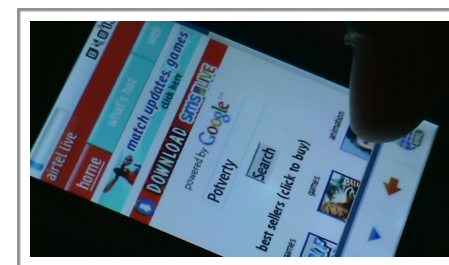 airtel live
home what's hot
match updates, games
click here
DOWNLOAD sms LIVE
powered by Google
Potverty
Search
best sellers (click to buy)
games animation
games